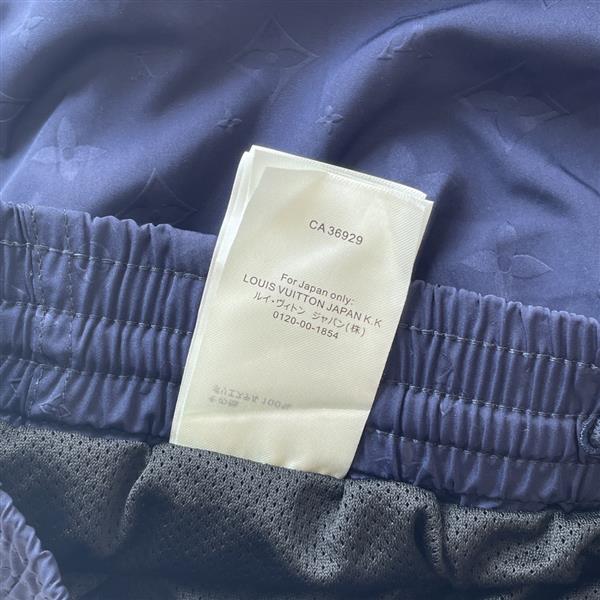 CA 36929
For Japan only:
LOUIS VUITTON JAPAN K.K
ルイ・ヴィトン ジャパン(株)
0120-00-1854